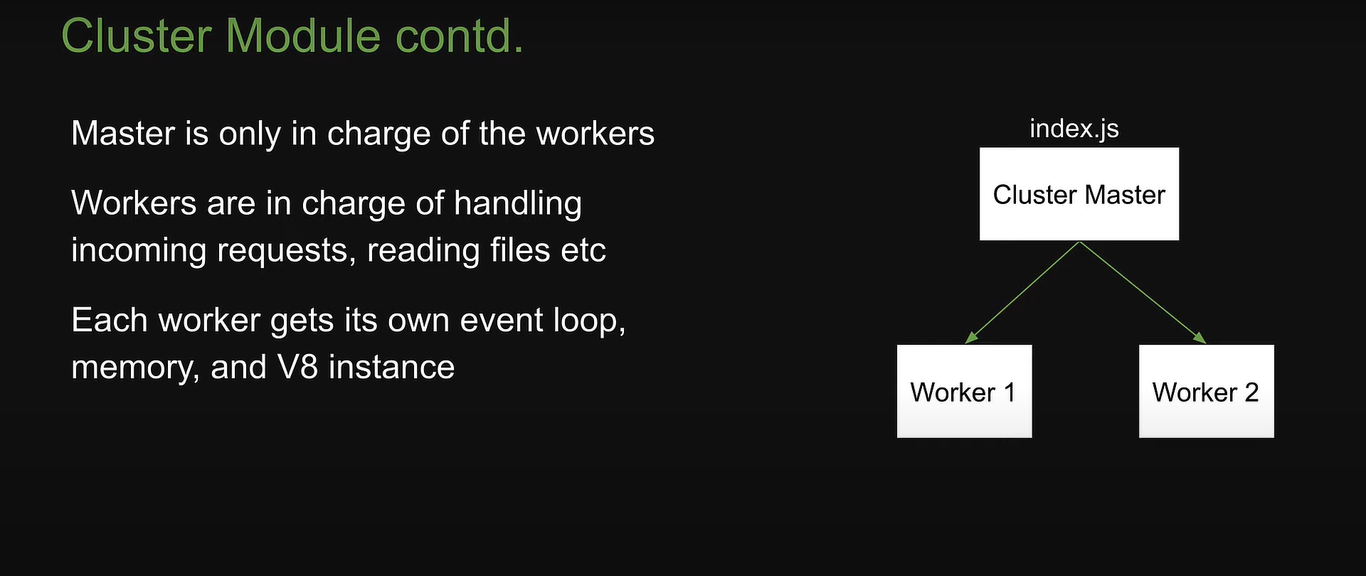 Cluster Module contd.
Master is only in charge of the workers
Workers are in charge of handling
incoming requests, reading files etc
Each worker gets its own event loop,
memory, and V8 instance
index.js
Cluster Master
Worker 1
Worker 2